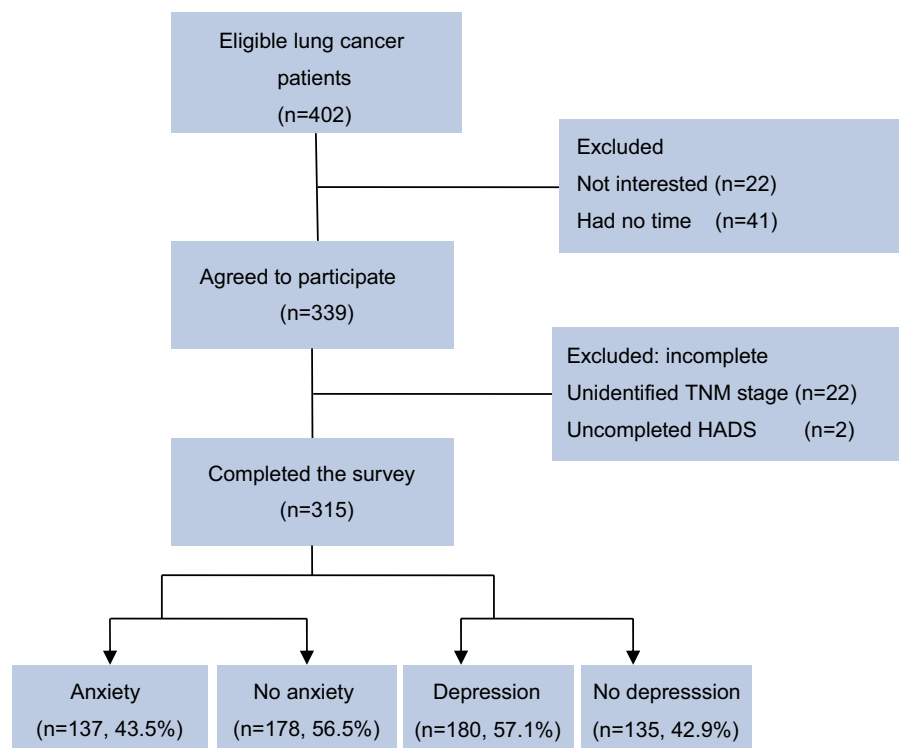 Eligible lung cancer
patients
(n=402)
Excluded
Not interested (n=22)
Had no time (n=41)
Agreed to participate
(n=339)
Excluded: incomplete
Unidentified TNM stage (n=22)
Uncompleted HADS (n=2)
Completed the survey
(n=315)
Anxiety
(n=137, 43.5%)
No anxiety
(n=178, 56.5%)
Depression
(n=180, 57.1%)
No depresssion
(n=135, 42.9%)